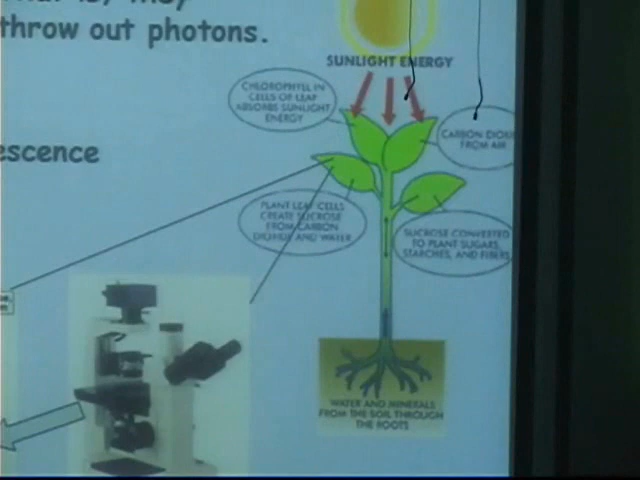 throw out photons.
SUNLIGHT ENERGY
CHLOROPHYLL IN
CELLS OF LEAF
ABSORBS SUNLIGHT
ENERGY
CARBON DIOXI
FROM AIR
escence
PLANT LEAF CELLS
CREATE SUCROSE
FROM CARBON
DIOXIDE AND WATER
SUCROSE CONVERTED
TO PLANT SUGARS,
STARCHES, AND FIBERS
WATER AND MINERALS
FROM THE SOIL THROUGH
THE ROOTS